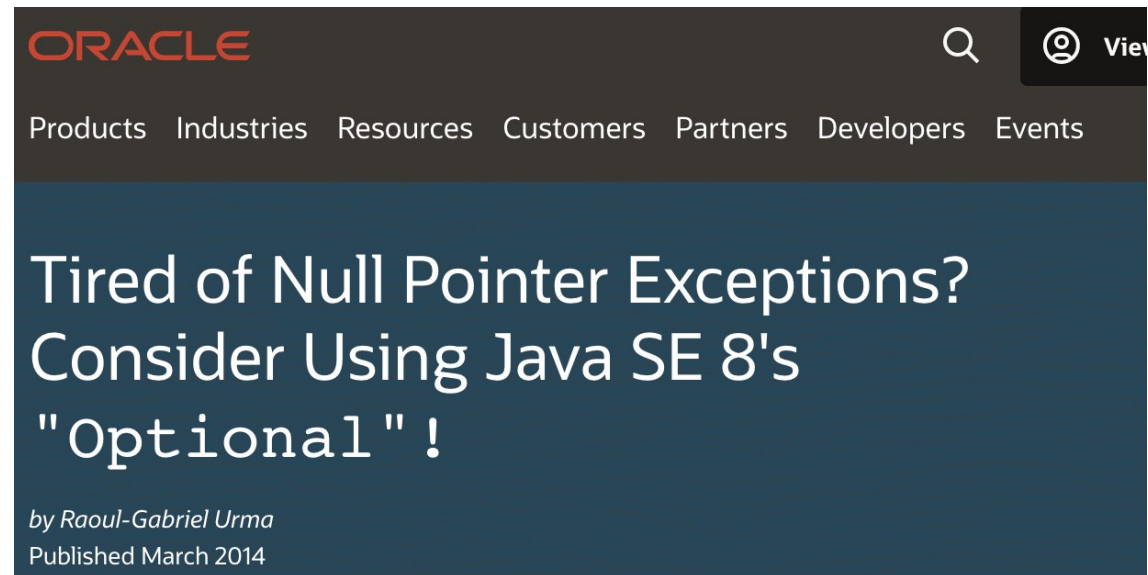 ORACLE
Products Industries Resources Customers Partners Developers Events
Tired of Null Pointer Exceptions?
Consider Using Java SE 8's
"Optional"!
by Raoul-Gabriel Urma
Published March 2014